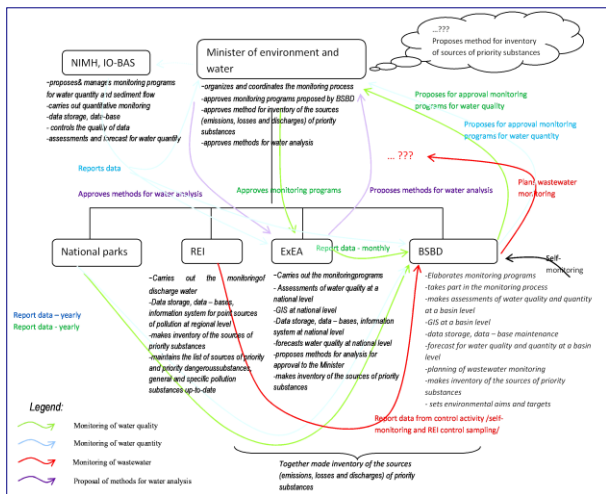 ...???
Proposes method for inventory
of sources of priority substances
Minister of environment and
water
NIMH, IO-BAS
-proposes& manages monitoring programs
for water quantity and sediment flow
-carries out quantitative monitoring
-data storage, data-base
- controls the quality of data
-assessments and forecast for water quantity
-organizes and coordinates the monitoring process
-approves monitoring programs proposed by BSBD
-approves method for inventory of the sources
(emissions, losses and discharges) of priority
substances
-approves methods for water analysis
Proposes for approval monitoring
programs for water quality
Proposes for approval monitoring
programs for water quantity
... ???
Reports data
Plans wastewater
monitoring
Approves methods for water analysis
Approves monitoring programs
Proposes methods for water analysis
National parks
REI
ExEA
BSBD
Report data - monthly
Self-
monitoring
-Carries out the monitoringof
discharge water
-Data storage, data – bases,
information system for point sources
of pollution at regional level
-makes inventory of the sources of
priority substances
-maintains the list of sources of priority
and priority dangeroussubstances,
general and specific pollution
substances up-to-date
-Carries out the monitoringprograms
- Assessments of water quality at a
national level
-GIS at national level
-Data storage, data – bases, information
system at national level
-forecasts water quality at national level
-proposes methods for analysis for
approval to the Minister
-makes inventory of the sources of priority
substances
-Elaborates monitoring programs
-takes part in the monitoring process
-makes assessments of water quality and quantity
at a basin level
-GIS at a basin level
-data storage, data – base maintenance
-forecast for water quality and quantity at a basin
level
-planning of wastewater monitoring
-makes inventory of the sources of priority
substances
- sets environmental aims and targets
Report data – yearly
Report data - yearly
Report data from control activity /self-
monitoring and REI control sampling/
Legend:
Monitoring of water quality
Monitoring of water quantity
Monitoring of wastewater
Proposal of methods for water analysis
Together made inventory of the sources
(emissions, losses and discharges) of
priority substances